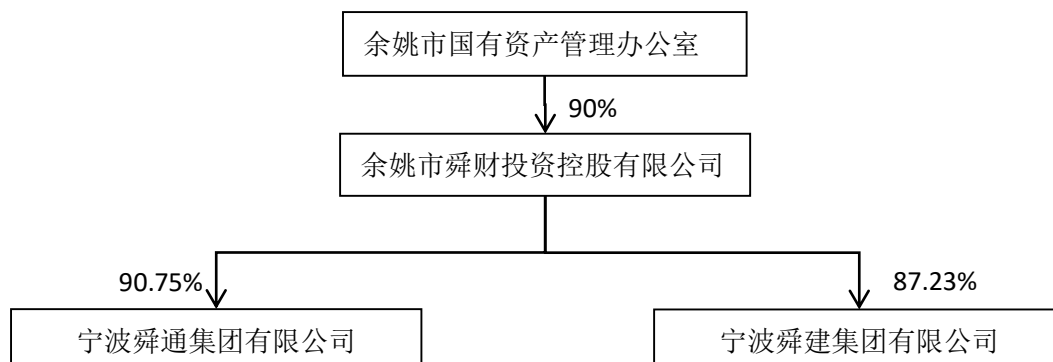 余姚市国有资产管理办公室
90%
余姚市舜财投资控股有限公司
90.75%
87.23%
宁波舜通集团有限公司
宁波舜建集团有限公司